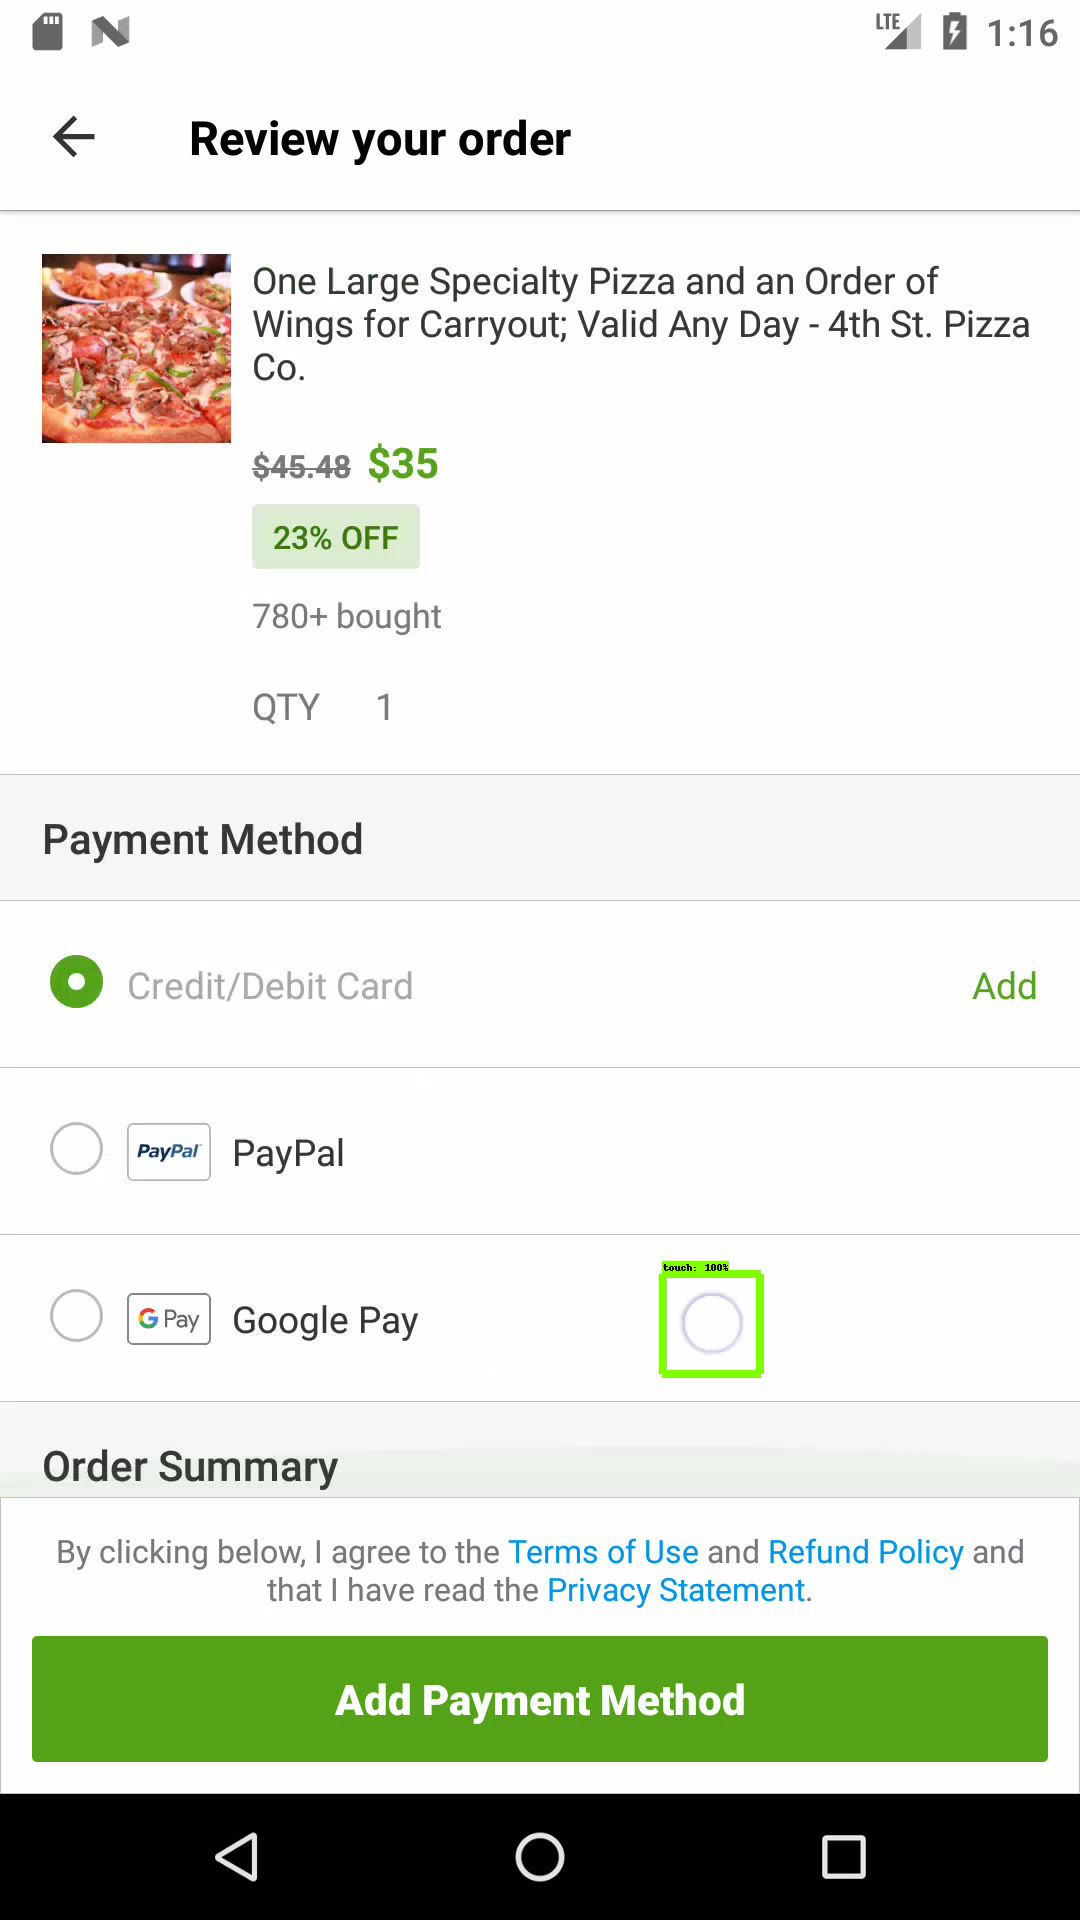 LTE 1:16
Review your order
One Large Specialty Pizza and an Order of
Wings for Carryout; Valid Any Day - 4th St. Pizza
Co.
$45.48 $35
23% OFF
780+ bought
QTY 1
Payment Method
Credit/Debit Card Add
PayPal PayPal
touch: 100%
G Pay Google Pay
Order Summary
By clicking below, I agree to the Terms of Use and Refund Policy and
that I have read the Privacy Statement.
Add Payment Method